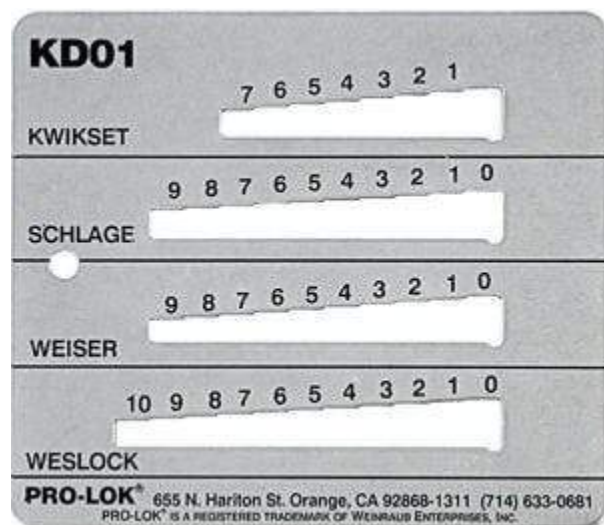 KD01
7 6 5 4 3 2 1
KWIKSET
9 8 7 6 5 4 3 2 1 0
SCHLAGE
9 8 7 6 5 4 3 2 1 0
WEISER
10 9 8 7 6 5 4 3 2 1 0
WESLOCK
PRO-LOK® 655 N. Hariton St. Orange, CA 92868-1311 (714) 633-0681
PRO-LOK® IS A REGISTERED TRADEMARK OF WEINRAUB ENTERPRISES, INC.